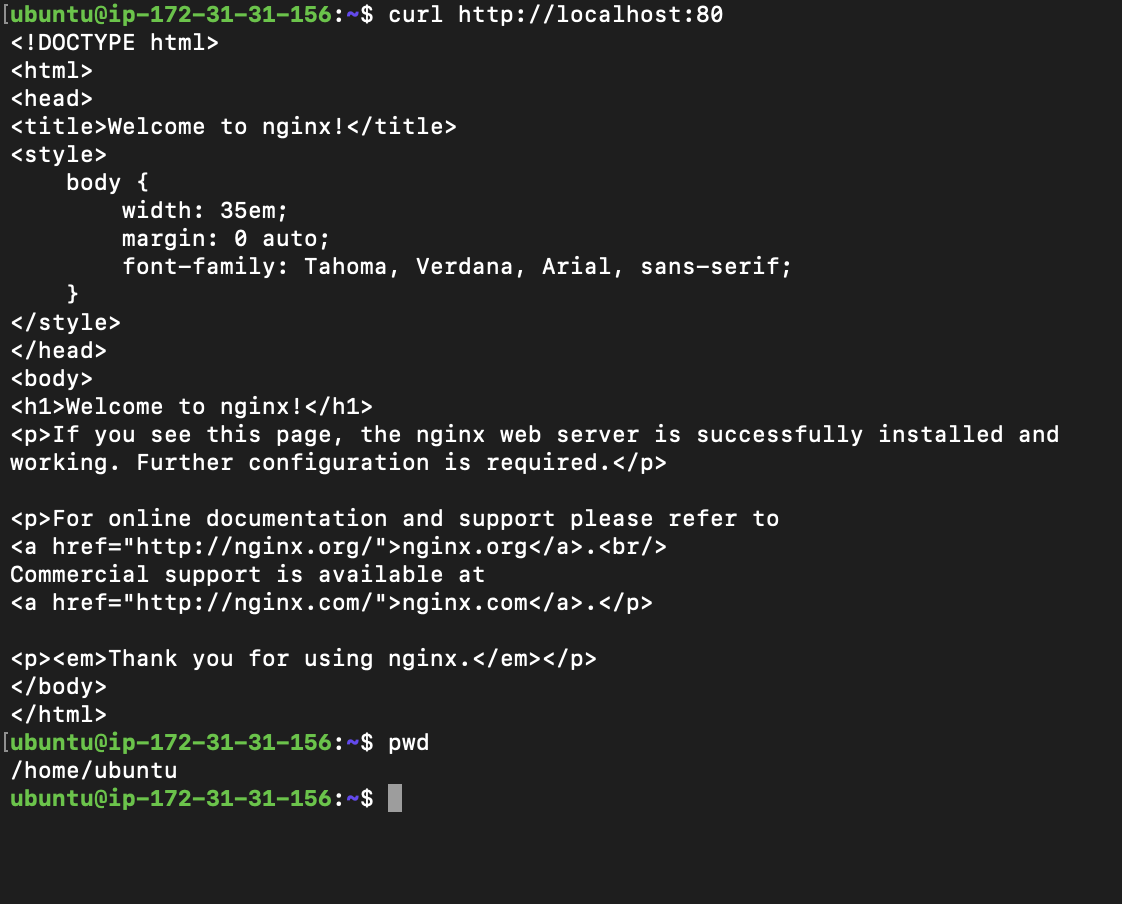 [ubuntu@ip-172-31-31-156:~$ curl http://localhost:80
<!DOCTYPE html>
<html>
<head>
<title>Welcome to nginx!</title>
<style>
    body {
        width: 35em;
        margin: 0 auto;
        font-family: Tahoma, Verdana, Arial, sans-serif;
    }
</style>
</head>
<body>
<h1>Welcome to nginx!</h1>
<p>If you see this page, the nginx web server is successfully installed and
working. Further configuration is required.</p>

<p>For online documentation and support please refer to
<a href="http://nginx.org/">nginx.org</a>.<br/>
Commercial support is available at
<a href="http://nginx.com/">nginx.com</a>.</p>

<p><em>Thank you for using nginx.</em></p>
</body>
</html>
[ubuntu@ip-172-31-31-156:~$ pwd
/home/ubuntu
ubuntu@ip-172-31-31-156:~$